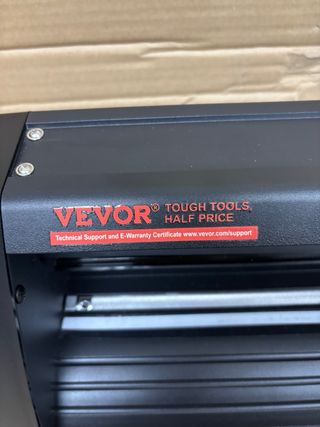 VEVOR® TOUGH TOOLS,
HALF PRICE
Technical Support and E-Warranty Certificate www.vevor.com/support